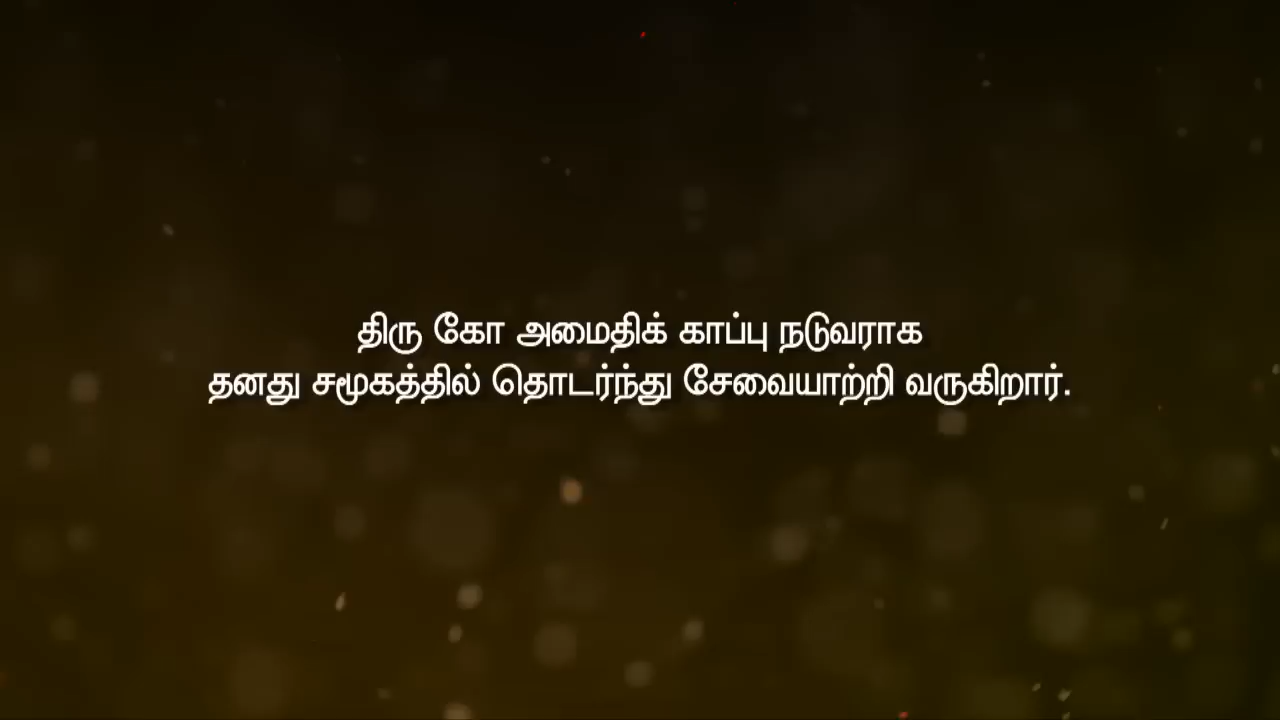 திரு கோ அமைதிக் காப்பு நடுவராக
தனது சமூகத்தில் தொடர்ந்து சேவையாற்றி வருகிறார்.